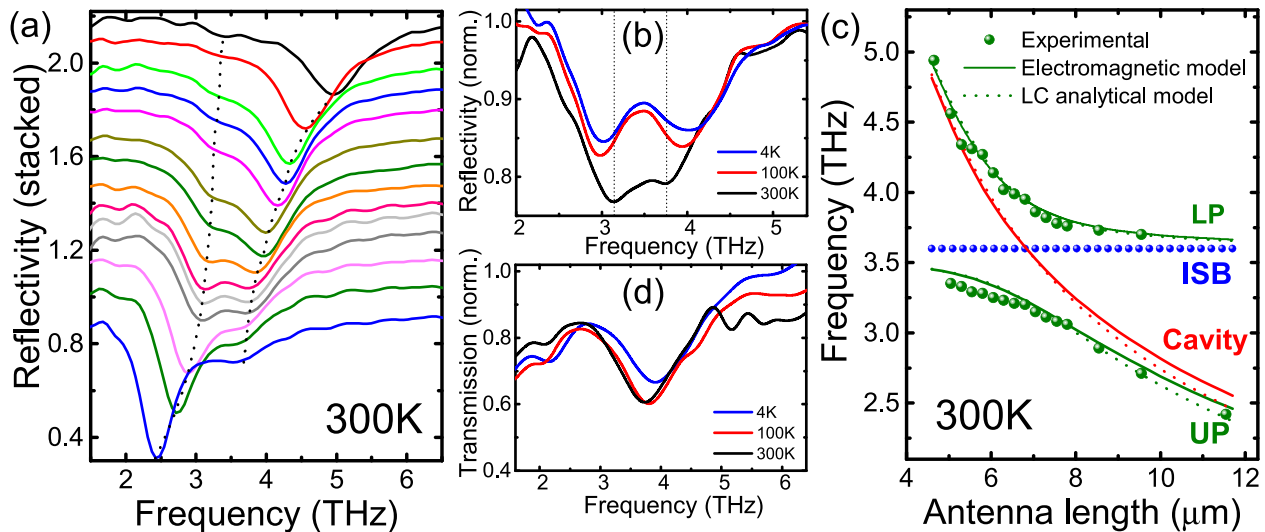 (a)
Reflectivity (stacked)
2.0
1.6
1.2
0.8
0.4
300K
2 3 4 5 6
Frequency (THz)
(b)
Reflectivity (norm.)
1.0
0.9
0.8
4K
100K
300K
2 3 4 5
Frequency (THz)
(d)
Transmission (norm.)
1.0
0.8
0.6
0.4
4K
100K
300K
2 3 4 5 6
Frequency (THz)
(c)
Frequency (THz)
5.0
4.5
4.0
3.5
3.0
2.5
Experimental
Electromagnetic model
LC analytical model
LP
ISB
Cavity
UP
300K
4 6 8 10 12
Antenna length (μm)